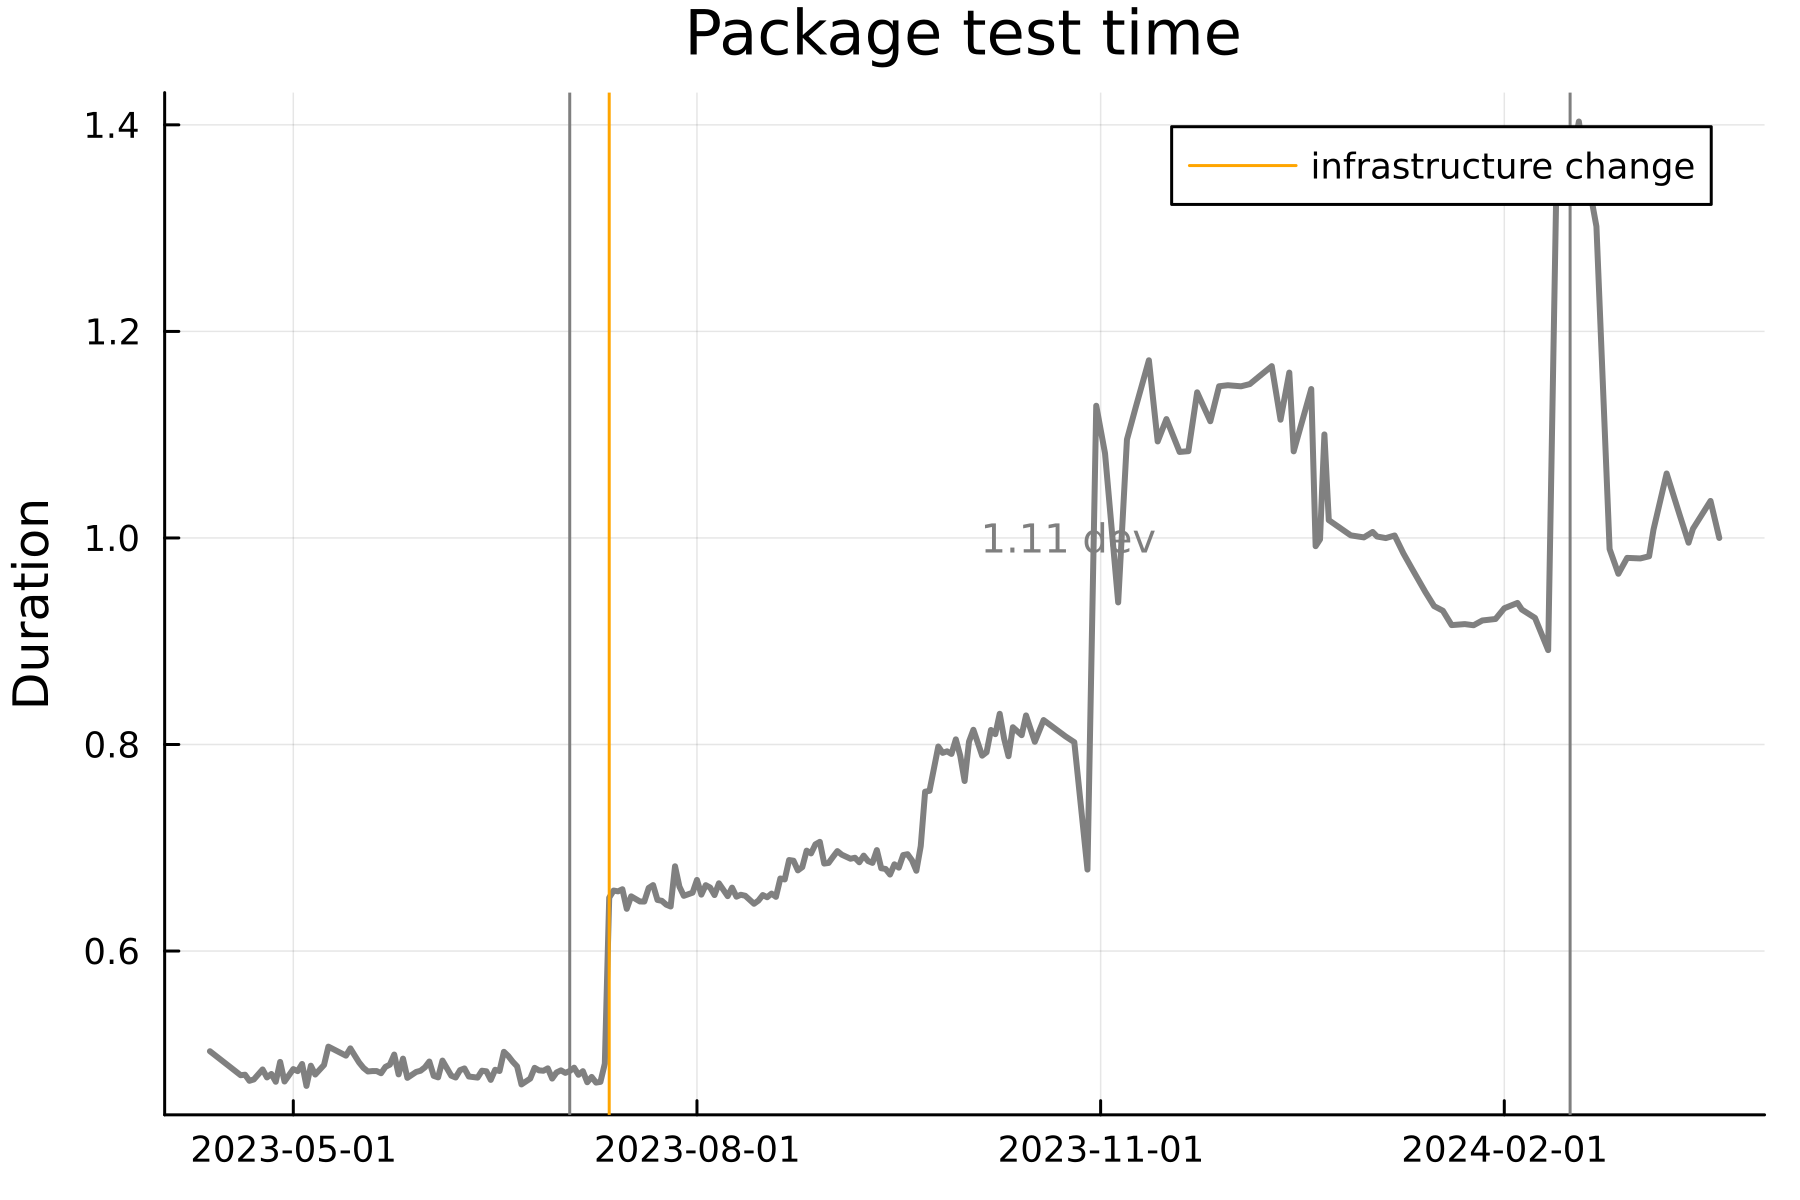 Package test time
1.4
infrastructure change
1.2
1.0
1.11 dev
0.8
0.6
Duration
2023-05-01
2023-08-01
2023-11-01
2024-02-01